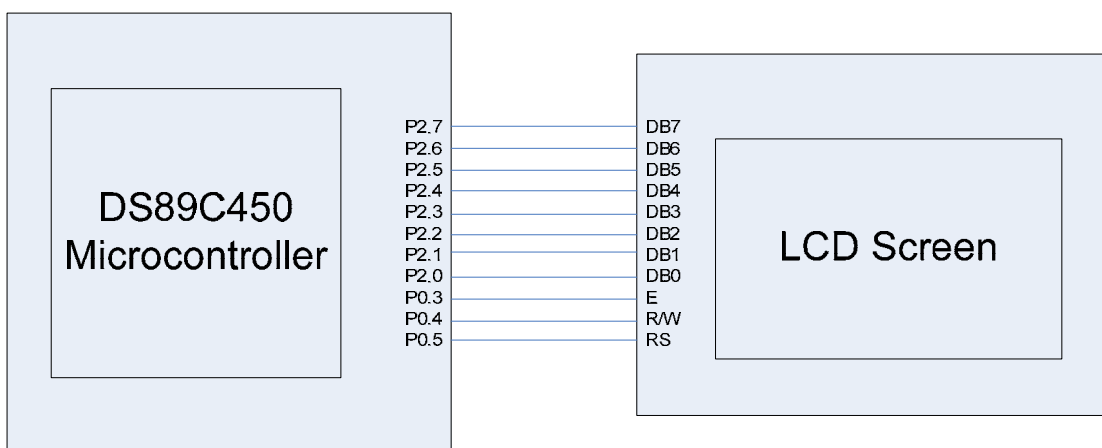 DS89C450
Microcontroller
P2.7
P2.6
P2.5
P2.4
P2.3
P2.2
P2.1
P2.0
P0.3
P0.4
P0.5
DB7
DB6
DB5
DB4
DB3
DB2
DB1
DB0
E
R/W
RS
LCD Screen